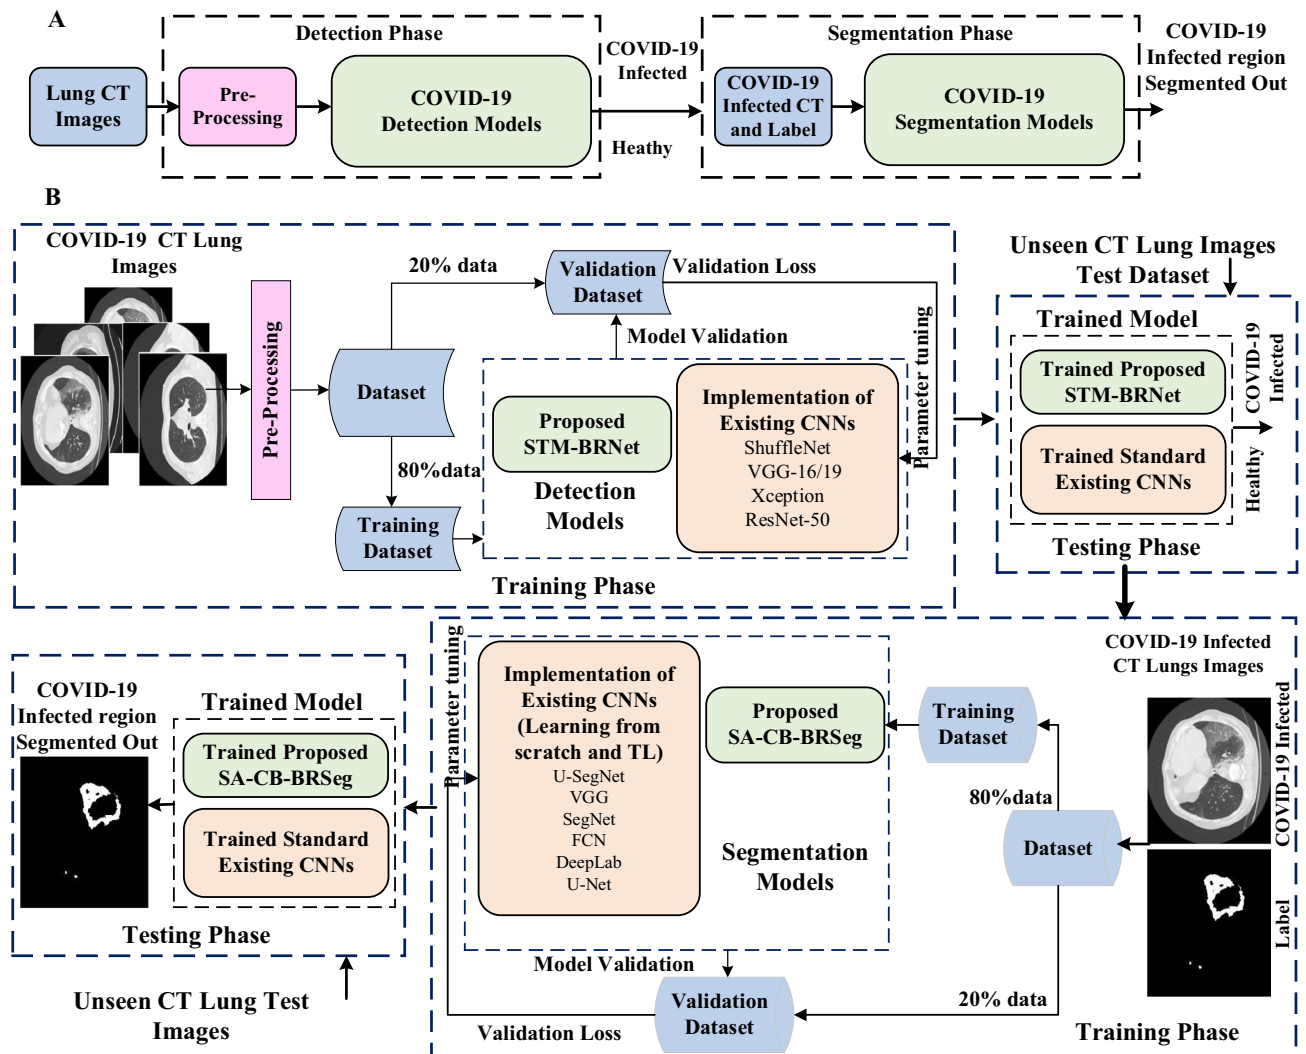 A
Detection Phase
Lung CT
Images
Pre-
Processing
COVID-19
Detection Models
COVID-19
Infected
Heathy
Segmentation Phase
COVID-19
Infected CT
and Label
COVID-19
Segmentation Models
COVID-19
Infected region
Segmented Out
B
COVID-19 CT Lung
Images
Pre-Processing
Dataset
20% data
80%data
Validation
Dataset
Validation Loss
Model Validation
Parameter tuning
Training
Dataset
Proposed
STM-BRNet
Detection
Models
Implementation of
Existing CNNs
ShuffleNet
VGG-16/19
Xception
ResNet-50
Training Phase
Unseen CT Lung Images
Test Dataset
Trained Model
Trained Proposed
STM-BRNet
Trained Standard
Existing CNNs
Healthy
COVID-19
Infected
Testing Phase
COVID-19 Infected
CT Lungs Images
COVID-19 Infected
Label
Dataset
80%data
20% data
Training
Dataset
Proposed
SA-CB-BRSeg
Segmentation
Models
Implementation of
Existing CNNs
(Learning from
scratch and TL)
U-SegNet
VGG
SegNet
FCN
DeepLab
U-Net
Parameter tuning
Model Validation
Validation
Dataset
Validation Loss
Training Phase
COVID-19
Infected region
Segmented Out
Trained Model
Trained Proposed
SA-CB-BRSeg
Trained Standard
Existing CNNs
Testing Phase
Unseen CT Lung Test
Images